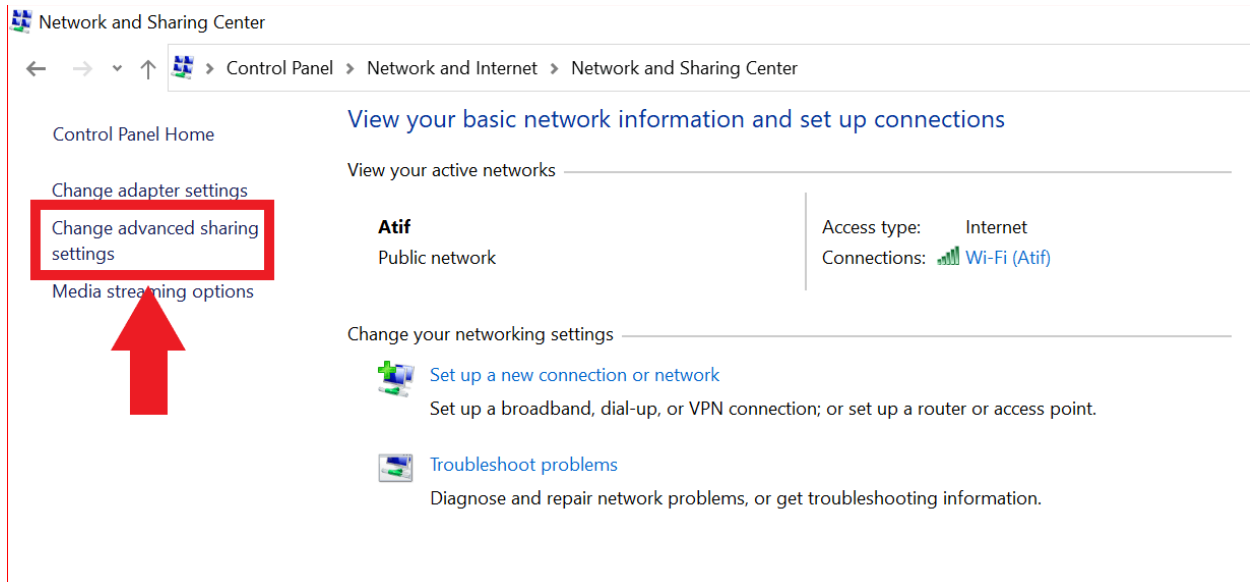 Network and Sharing Center
Control Panel > Network and Internet > Network and Sharing Center
Control Panel Home
Change adapter settings
Change advanced sharing
settings
Media streaming options
View your basic network information and set up connections
View your active networks
Atif
Public network
Access type: Internet
Connections: Wi-Fi (Atif)
Change your networking settings
Set up a new connection or network
Set up a broadband, dial-up, or VPN connection; or set up a router or access point.
Troubleshoot problems
Diagnose and repair network problems, or get troubleshooting information.